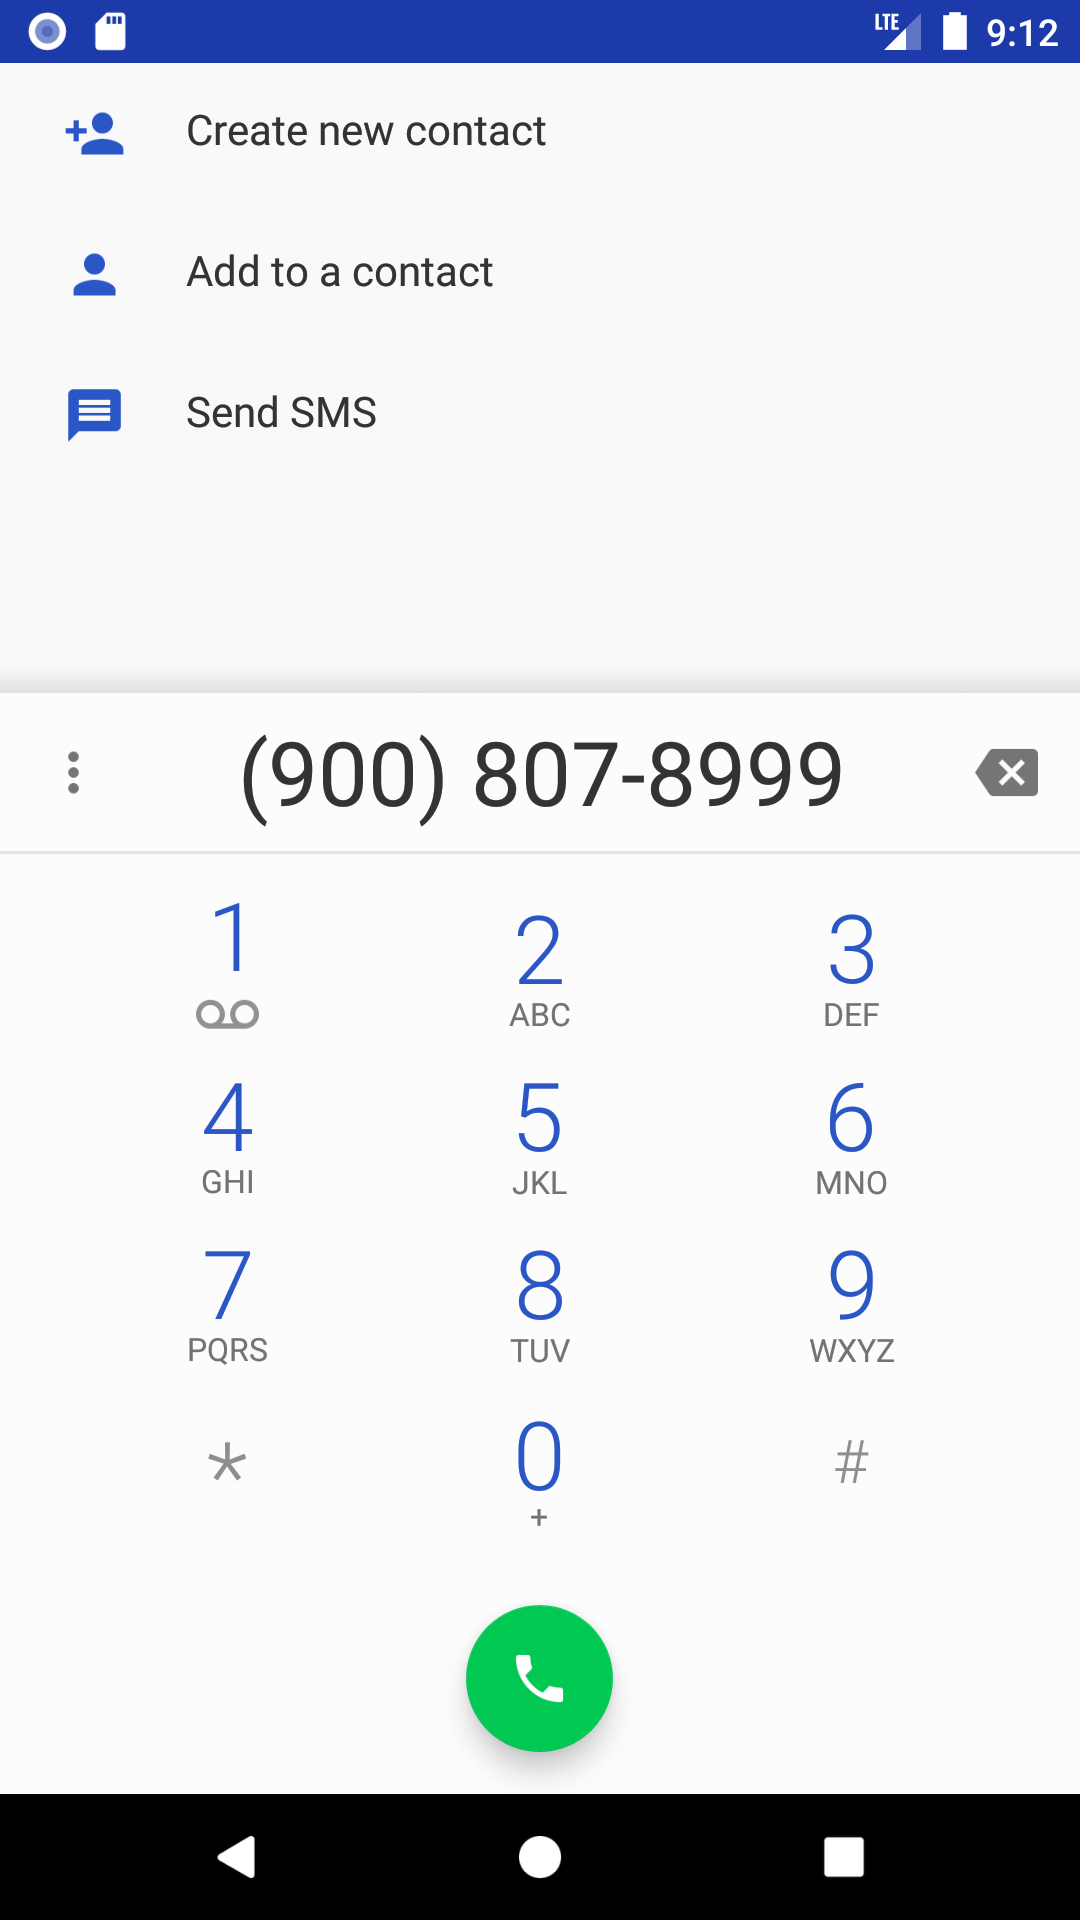 LTE 9:12
Create new contact
Add to a contact
Send SMS
(900) 807-8999
1 2 3
ABC DEF
4 5 6
GHI JKL MNO
7 8 9
PQRS TUV WXYZ
* 0 #
+